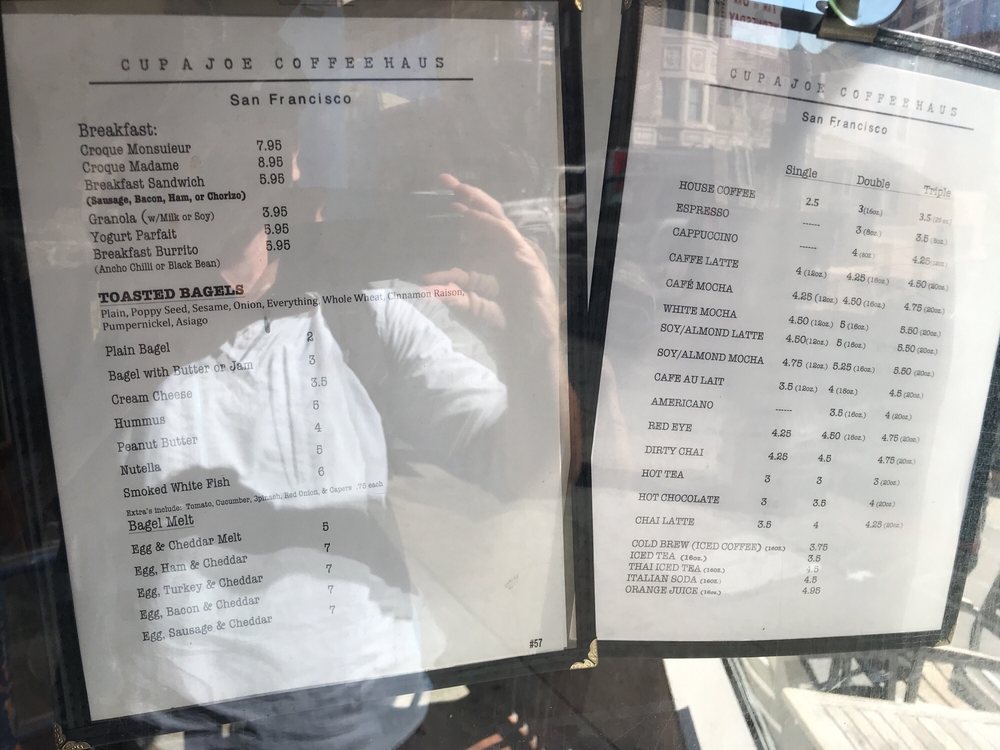 CUPAJOE COFFEEHAUS
San Francisco
Breakfast:
Croque Monsuieur 7.95
Croque Madame 8.95
Breakfast Sandwich 5.95
(Sausage, Bacon, Ham, or Chorizo)
Granola (w/Milk or Soy) 3.95
Yogurt Parfait 5.95
Breakfast Burrito 5.95
(Ancho Chilli or Black Bean)
TOASTED BAGELS
Plain, Poppy Seed, Sesame, Onion, Everything, Whole Wheat, Cinnamon Raison,
Pumpernickel, Asiago
Plain Bagel 2
Bagel with Butter or Jam 3
Cream Cheese 3.5
Hummus 5
Peanut Butter 4
Nutella 5
Smoked White Fish 6
Extra's include: Tomato, Cucumber, Spinach, Red Onion, & Capers .75 each
Bagel Melt
Egg & Cheddar Melt 5
Egg, Ham & Cheddar 7
Egg, Turkey & Cheddar 7
Egg, Bacon & Cheddar 7
Egg, Sausage & Cheddar 7
#57
CUPAJOE COFFEEHAUS
San Francisco
Single Double Triple
HOUSE COFFEE 2.5 3(16oz.) 3.5
ESPRESSO ------ 3 (8oz.) 3.5 (8oz.)
CAPPUCCINO ------ 4 (8oz.) 4.25
CAFFE LATTE 4 (12oz.) 4.25 (16oz.) 4.50 (20oz.)
CAFÉ MOCHA 4.25 (12oz.) 4.50 (16oz.) 4.75 (20oz.)
WHITE MOCHA 4.50 (12oz.) 5 (16oz.) 5.50 (20oz.)
SOY/ALMOND LATTE 4.50(12oz.) 5 (16oz.) 5.50 (20oz.)
SOY/ALMOND MOCHA 4.75 (12oz.) 5.25 (16oz.) 5.50 (20oz.)
CAFE AU LAIT 3.5 (12oz.) 4 (16oz.) 4.5 (20oz.)
AMERICANO ------ 3.5 (16oz.) 4 (20oz.)
RED EYE 4.25 4.50 (16oz.) 4.75 (20oz.)
DIRTY CHAI 4.25 4.5 4.75 (20oz.)
HOT TEA 3 3 3 (20oz.)
HOT CHOCOLATE 3 3.5 4 (20oz.)
CHAI LATTE 3.5 4 4.25 (20oz.)
COLD BREW (ICED COFFEE) (16oz.) 3.75
ICED TEA (16oz.) 3.5
THAI ICED TEA (16oz.) 4.5
ITALIAN SODA (16oz.) 4.5
ORANGE JUICE (16oz.) 4.95